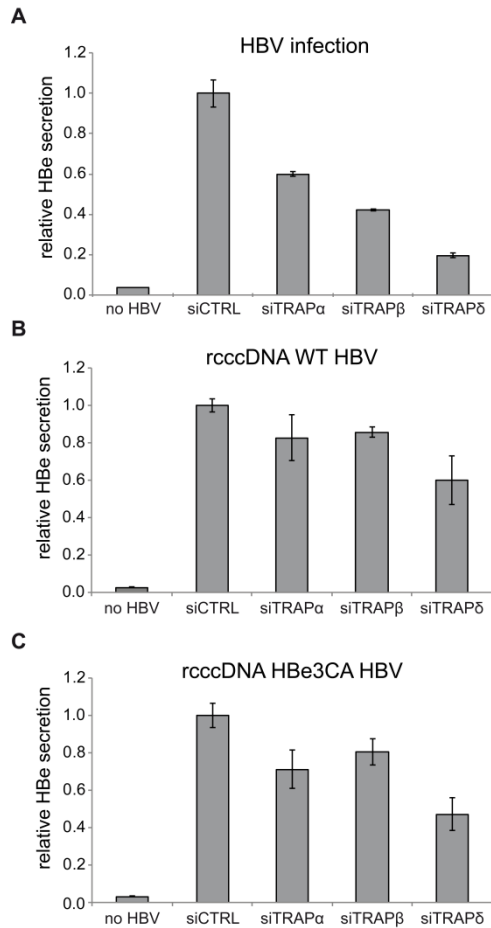 A
HBV infection
relative HBe secretion
1.2
1.0
0.8
0.6
0.4
0.2
0.0
no HBV siCTRL siTRAPα siTRAPβ siTRAPδ
B
rcccDNA WT HBV
relative HBe secretion
1.2
1.0
0.8
0.6
0.4
0.2
0.0
no HBV siCTRL siTRAPα siTRAPβ siTRAPδ
C
rcccDNA HBe3CA HBV
relative HBe secretion
1.2
1.0
0.8
0.6
0.4
0.2
0.0
no HBV siCTRL siTRAPα siTRAPβ siTRAPδ